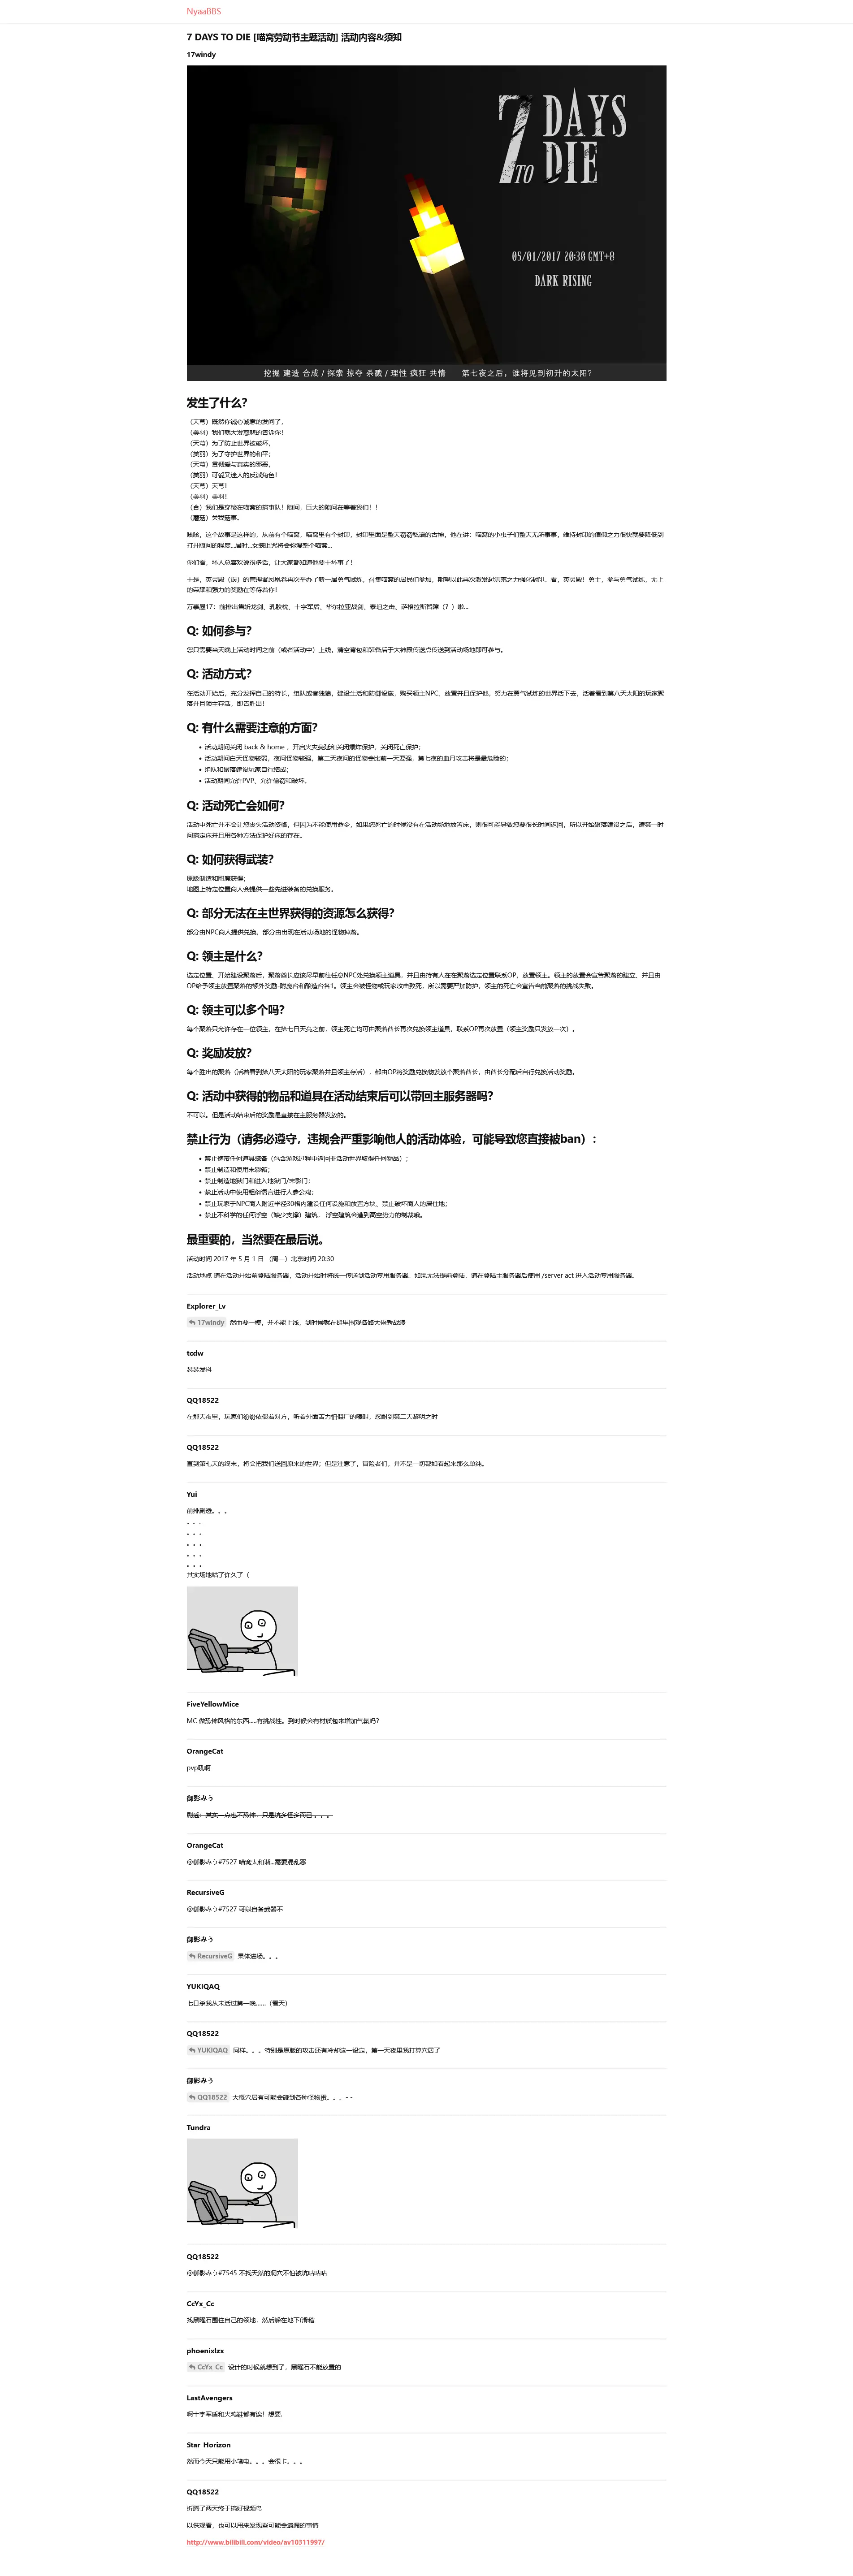 NyaaBBS
7 DAYS TO DIE [喵窝劳动节主题活动] 活动内容&须知
17windy
7 DAYS
TO DIE
05/01/2017 20:30 GMT+8
DARK RISING
挖掘 建造 合成 / 探索 掠夺 杀戮 / 理性 疯狂 共情 第七夜之后，谁将见到初升的太阳?
发生了什么？
（天芎）既然你诚心诚意的发问了，
（美羽）我们就大发慈悲的告诉你！
（天芎）为了防止世界被破坏，
（美羽）为了守护世界的和平；
（天芎）贯彻爱与真实的邪恶，
（美羽）可爱又迷人的反派角色！
（天芎）天芎！
（美羽）美羽！
（合）我们是穿梭在喵窝的搞事队！隙间，巨大的隙间在等着我们！！
（蘑菇）关我菇事。
咳咳，这个故事是这样的，从前有个喵窝，喵窝里有个封印，封印里面是整天窃窃私语的古神，他在讲：喵窝的小虫子们整天无所事事，维持封印的信仰之力很快就要降低到
打开隙间的程度...届时...女装诅咒将会弥漫整个喵窝...
你们看，坏人总喜欢说很多话，让大家都知道他要干坏事了！
于是，英灵殿（误）的管理者凤凰卷再次举办了新一届勇气试炼，召集喵窝的居民们参加，期望以此再次激发起洪荒之力强化封印。看，英灵殿！勇士，参与勇气试炼，无上
的荣耀和强力的奖励在等待着你！
万事屋17：前排出售斩龙剑、乳胶枕、十字军盾、华尔拉亚战剑、泰坦之击、萨格拉斯智障（？）啦...
Q: 如何参与？
您只需要当天晚上活动时间之前（或者活动中）上线，清空背包和装备后于大神殿传送点传送到活动场地即可参与。
Q: 活动方式？
在活动开始后，充分发挥自己的特长，组队或者独狼，建设生活和防御设施，购买领主NPC、放置并且保护他、努力在勇气试炼的世界活下去，活着看到第八天太阳的玩家聚
落并且领主存活，即告胜出！
Q: 有什么需要注意的方面？
• 活动期间关闭 back & home ，开启火灾蔓延和关闭爆炸保护，关闭死亡保护；
• 活动期间白天怪物较弱，夜间怪物较强，第二天夜间的怪物会比前一天要强，第七夜的血月攻击将是最危险的；
• 组队和聚落建设玩家自行结成；
• 活动期间允许PVP、允许偷窃和破坏。
Q: 活动死亡会如何？
活动中死亡并不会让您丧失活动资格，但因为不能使用命令，如果您死亡的时候没有在活动场地放置床，则很可能导致您要很长时间返回，所以开始聚落建设之后，请第一时
间搞定床并且用各种方法保护好床的存在。
Q: 如何获得武装？
原版制造和附魔获得；
地图上特定位置商人会提供一些先进装备的兑换服务。
Q: 部分无法在主世界获得的资源怎么获得？
部分由NPC商人提供兑换，部分由出现在活动场地的怪物掉落。
Q: 领主是什么？
选定位置、开始建设聚落后，聚落酋长应该尽早前往任意NPC处兑换领主道具，并且由持有人在在聚落选定位置联系OP，放置领主。领主的放置会宣告聚落的建立、并且由
OP给予领主放置聚落的额外奖励-附魔台和酿造台各1。领主会被怪物或玩家攻击致死，所以需要严加防护，领主的死亡会宣告当前聚落的挑战失败。
Q: 领主可以多个吗？
每个聚落只允许存在一位领主，在第七日天亮之前，领主死亡均可由聚落酋长再次兑换领主道具，联系OP再次放置（领主奖励只发放一次）。
Q: 奖励发放？
每个胜出的聚落（活着看到第八天太阳的玩家聚落并且领主存活），都由OP将奖励兑换物发放个聚落酋长，由酋长分配后自行兑换活动奖励。
Q: 活动中获得的物品和道具在活动结束后可以带回主服务器吗？
不可以。但是活动结束后的奖励是直接在主服务器发放的。
禁止行为（请务必遵守，违规会严重影响他人的活动体验，可能导致您直接被ban）：
• 禁止携带任何道具装备（包含游戏过程中返回非活动世界取得任何物品）；
• 禁止制造和使用末影箱；
• 禁止制造地狱门和进入地狱门/末影门；
• 禁止活动中使用粗俗语言进行人参公鸡；
• 禁止玩家于NPC商人附近半径30格内建设任何设施和放置方块、禁止破坏商人的居住地；
• 禁止不科学的任何浮空（缺少支撑）建筑， 浮空建筑会遭到高空势力的制裁哦。
最重要的，当然要在最后说。
活动时间 2017 年 5 月 1 日 （周一）北京时间 20:30
活动地点 请在活动开始前登陆服务器，活动开始时将统一传送到活动专用服务器。如果无法提前登陆，请在登陆主服务器后使用 /server act 进入活动专用服务器。
Explorer_Lv
17windy 然而要一模，并不能上线，到时候就在群里围观各路大佬秀战绩
tcdw
瑟瑟发抖
QQ18522
在那天夜里，玩家们纷纷依偎着对方，听着外面苦力怕僵尸的嚎叫，忍耐到第二天黎明之时
QQ18522
直到第七天的终末，将会把我们送回原来的世界；但是注意了，冒险者们，并不是一切都如看起来那么单纯。
Yui
前排剧透。。。
。。。
。。。
。。。
。。。
。。。
其实场地咕了许久了（
FiveYellowMice
MC 做恐怖风格的东西……有挑战性。到时候会有材质包来增加气氛吗？
OrangeCat
pvp吼啊
御影みぅ
剧透：其实一点也不恐怖，只是坑多怪多而已 。。。
OrangeCat
@御影みぅ#7527 喵窝太和谐...需要混乱恶
RecursiveG
@御影みぅ#7527 可以自备武器不
御影みぅ
RecursiveG 果体进场。。。
YUKIQAQ
七日杀我从未活过第一晚……（看天）
QQ18522
YUKIQAQ 同样。。。特别是原版的攻击还有冷却这一设定，第一天夜里我打算穴居了
御影みぅ
QQ18522 大概穴居有可能会碰到各种怪物蛋。。。- -
Tundra
QQ18522
@御影みぅ#7545 不找天然的洞穴不怕被坑咕咕咕
CcYx_Cc
找黑曜石围住自己的领地，然后躲在地下[滑稽
phoenixlzx
CcYx_Cc 设计的时候就想到了，黑曜石不能放置的
LastAvengers
啊十字军盾和火鸡鞋都有诶！想要.
Star_Horizon
然而今天只能用小笔电。。。会很卡。。。
QQ18522
折腾了两天终于搞好视频鸟
以供观看，也可以用来发现些可能会遗漏的事情
http://www.bilibili.com/video/av10311997/